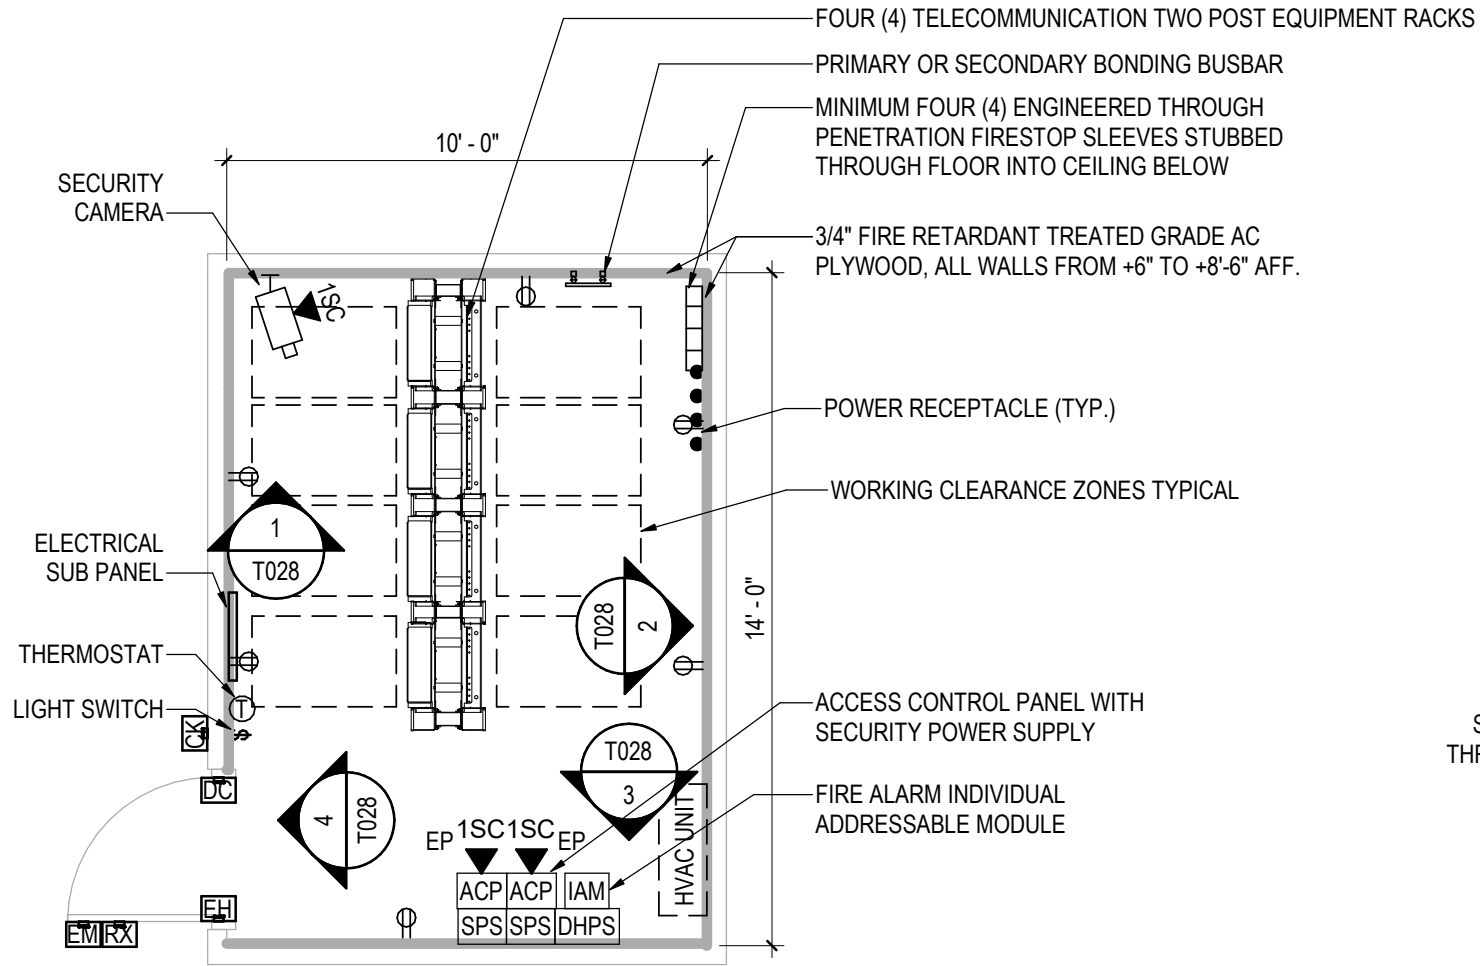 FOUR (4) TELECOMMUNICATION TWO POST EQUIPMENT RACKS
PRIMARY OR SECONDARY BONDING BUSBAR
MINIMUM FOUR (4) ENGINEERED THROUGH
PENETRATION FIRESTOP SLEEVES STUBBED
THROUGH FLOOR INTO CEILING BELOW
10' - 0"
SECURITY
CAMERA
3/4" FIRE RETARDANT TREATED GRADE AC
PLYWOOD, ALL WALLS FROM +6" TO +8'-6" AFF.
1SC
POWER RECEPTACLE (TYP.)
WORKING CLEARANCE ZONES TYPICAL
1
T028
ELECTRICAL
SUB PANEL
T028
2
14' - 0"
THERMOSTAT
T
LIGHT SWITCH
$
CK
ACCESS CONTROL PANEL WITH
SECURITY POWER SUPPLY
T028
3
DC
4
T028
FIRE ALARM INDIVIDUAL
ADDRESSABLE MODULE
HVAC UNIT
EP 1SC 1SC EP
ACP ACP IAM
SPS SPS DHPS
EH
EM RX
S
THR